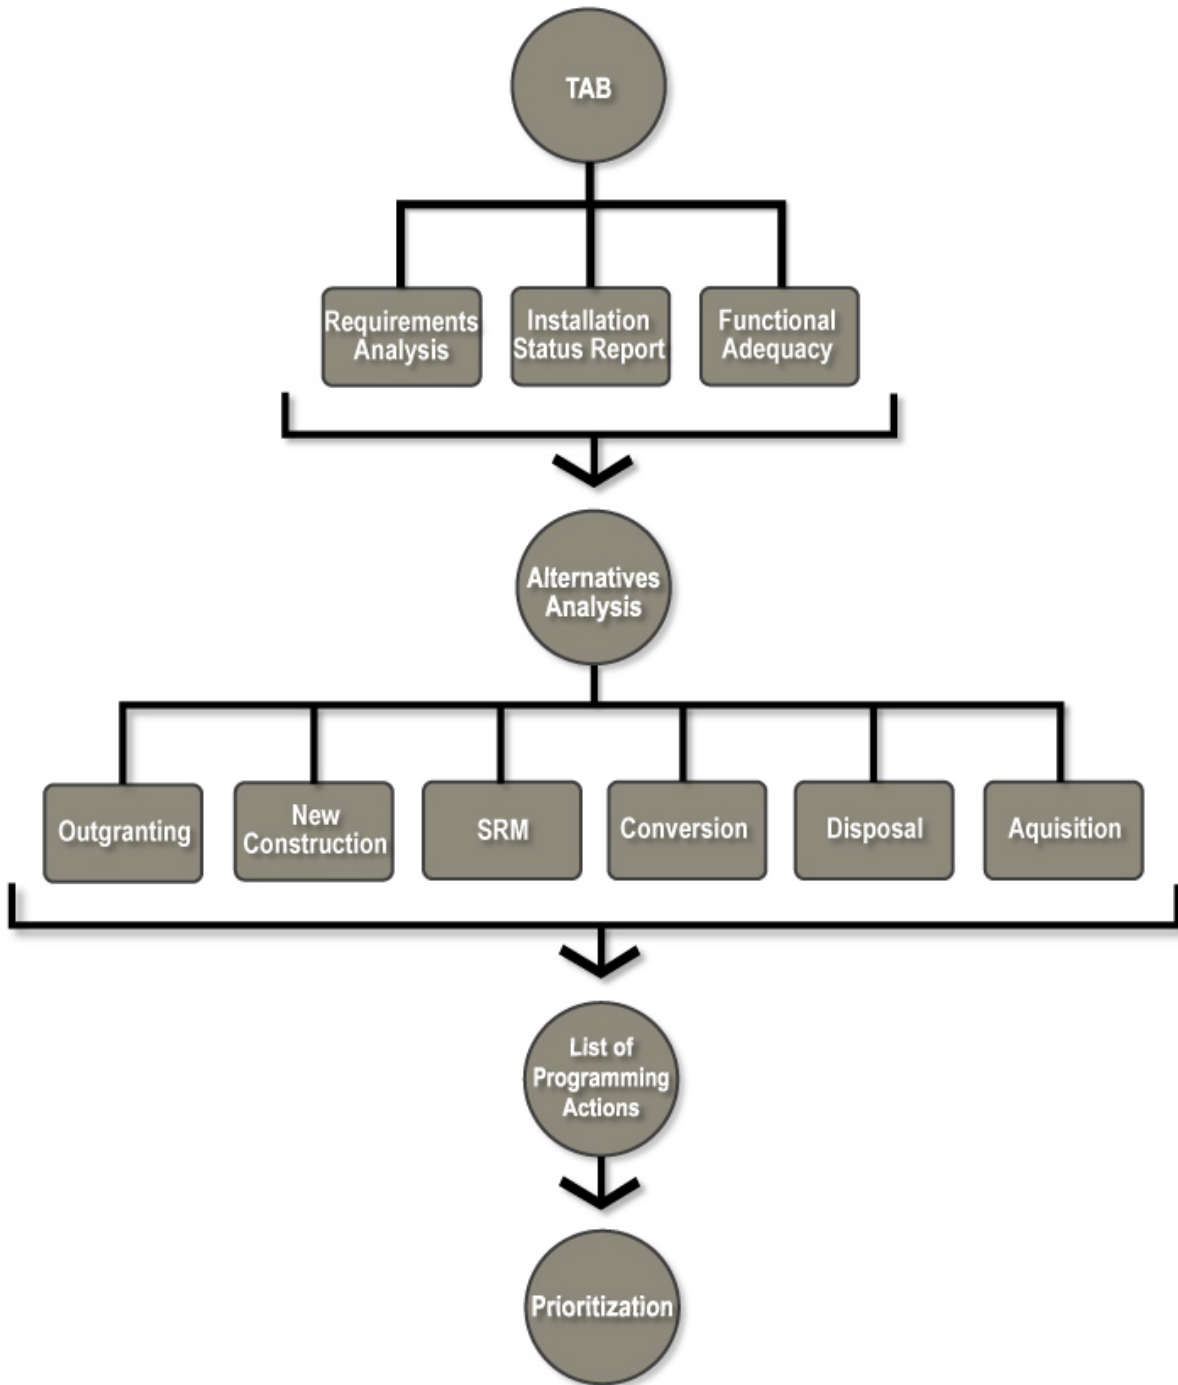 TAB
Requirements
Analysis
Installation
Status Report
Functional
Adequacy
Alternatives
Analysis
Outgranting
New
Construction
SRM
Conversion
Disposal
Aquisition
List of
Programming
Actions
Prioritization